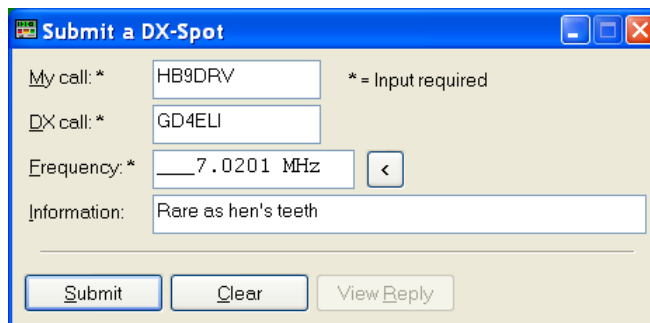 Submit a DX-Spot
My call: * HB9DRV * = Input required
DX call: * GD4ELI
Frequency: * ___7.0201 MHz <
Information: Rare as hen's teeth
Submit Clear View Reply